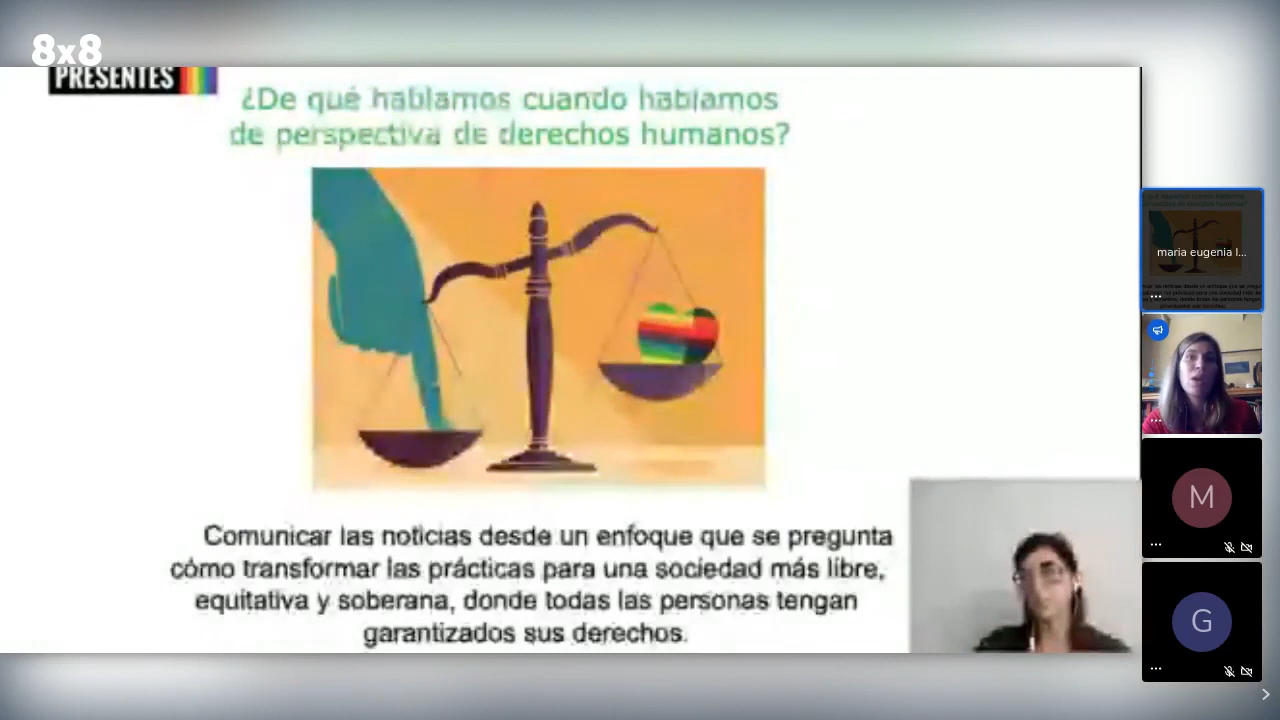 8x8
PRESENTES
¿De qué hablamos cuando hablamos
de perspectiva de derechos humanos?
Comunicar las noticias desde un enfoque que se pregunta
cómo transformar las prácticas para una sociedad más libre,
equitativa y soberana, donde todas las personas tengan
garantizados sus derechos.
maria eugenia l...
M
G